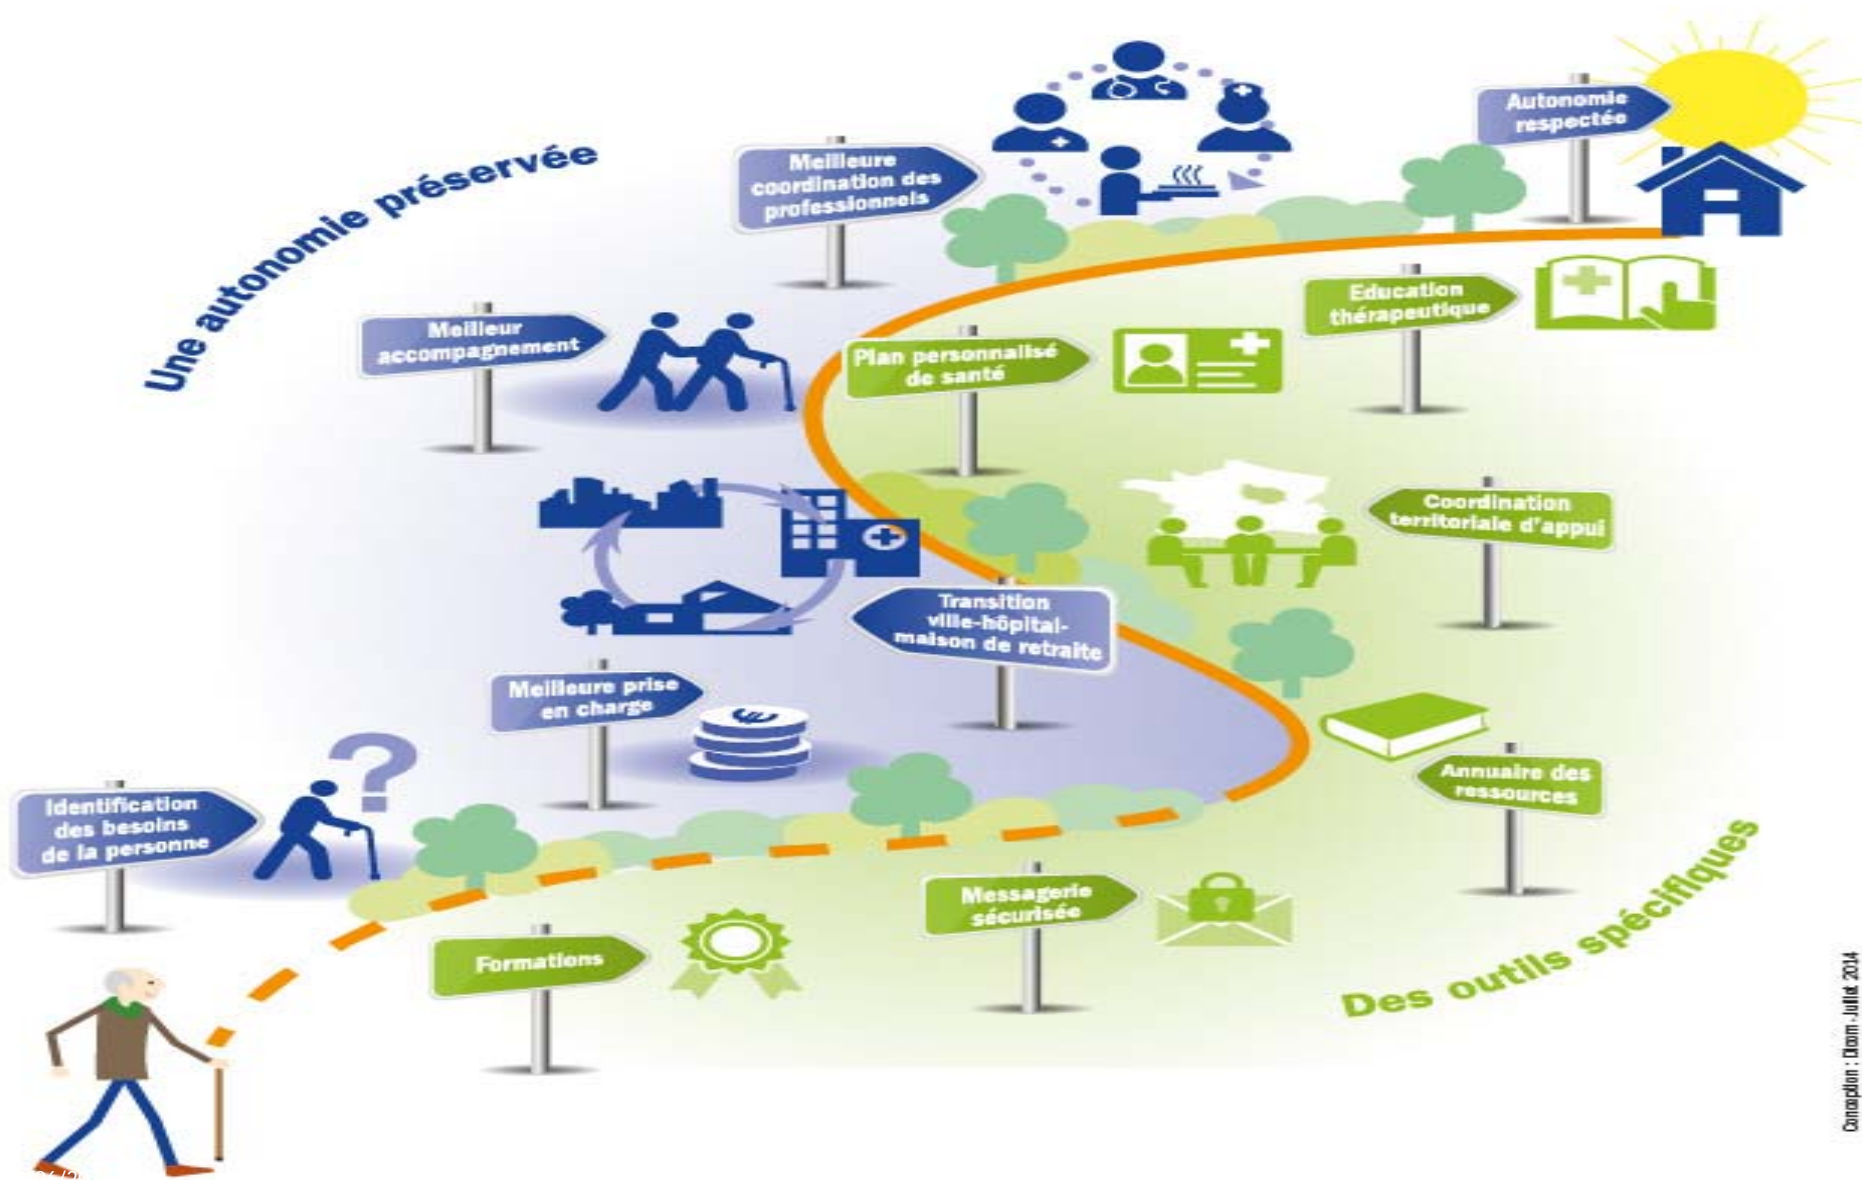 Une autonomie préservée
Meilleure
coordination des
professionnels
Autonomie
respectée
Meilleur
accompagnement
Plan personnalisé
de santé
Education
thérapeutique
Coordination
territoriale d'appui
Transition
ville-hôpital-
maison de retraite
Meilleure prise
en charge
Annuaire des
ressources
Identification
des besoins
de la personne
?
Messagerie
sécurisée
Formations
Des outils spécifiques
Conception : Dicom - Juillet 2014